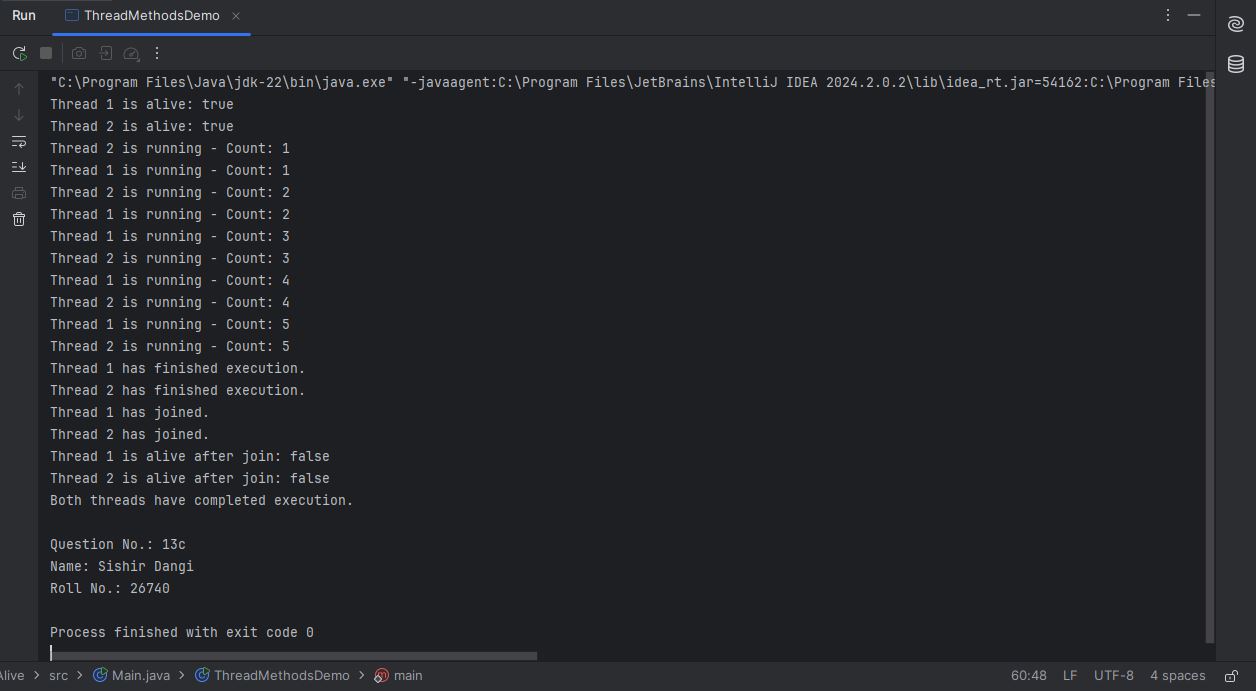 Run ThreadMethodsDemo
"C:\Program Files\Java\jdk-22\bin\java.exe" "-javaagent:C:\Program Files\JetBrains\IntelliJ IDEA 2024.2.0.2\lib\idea_rt.jar=54162:C:\Program Files
Thread 1 is alive: true
Thread 2 is alive: true
Thread 2 is running - Count: 1
Thread 1 is running - Count: 1
Thread 2 is running - Count: 2
Thread 1 is running - Count: 2
Thread 1 is running - Count: 3
Thread 2 is running - Count: 3
Thread 1 is running - Count: 4
Thread 2 is running - Count: 4
Thread 1 is running - Count: 5
Thread 2 is running - Count: 5
Thread 1 has finished execution.
Thread 2 has finished execution.
Thread 1 has joined.
Thread 2 has joined.
Thread 1 is alive after join: false
Thread 2 is alive after join: false
Both threads have completed execution.
Question No.: 13c
Name: Sishir Dangi
Roll No.: 26740
Process finished with exit code 0
Alive > src > Main.java > ThreadMethodsDemo > main 60:48 LF UTF-8 4 spaces